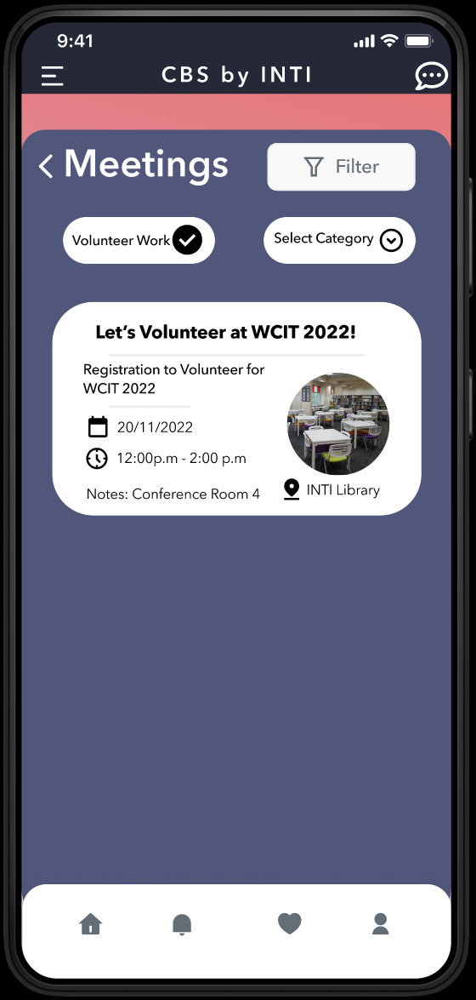 9:41
CBS by INTI
Meetings
Filter
Volunteer Work
Select Category
Let’s Volunteer at WCIT 2022!
Registration to Volunteer for
WCIT 2022
20/11/2022
12:00p.m - 2:00 p.m
Notes: Conference Room 4
INTI Library